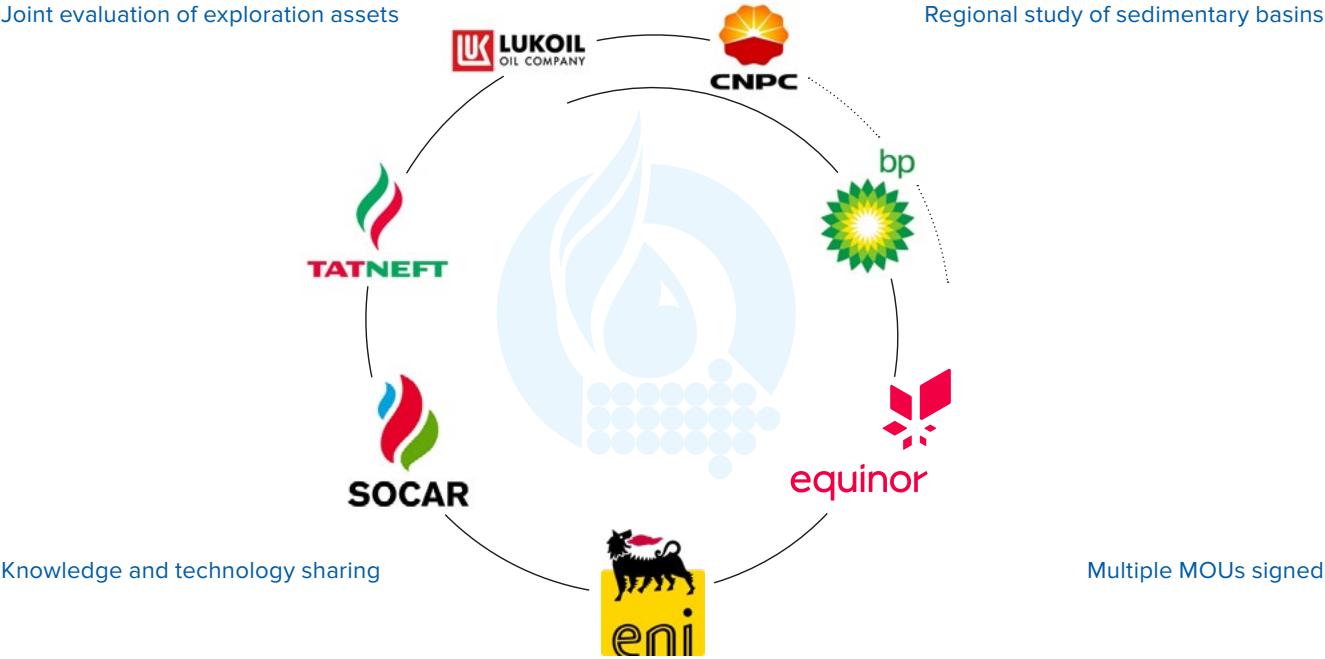 Joint evaluation of exploration assets
Regional study of sedimentary basins
LUK
LUKOIL
OIL COMPANY
CNPC
bp
TATNEFT
SOCAR
equinor
Knowledge and technology sharing
Multiple MOUs signed
eni